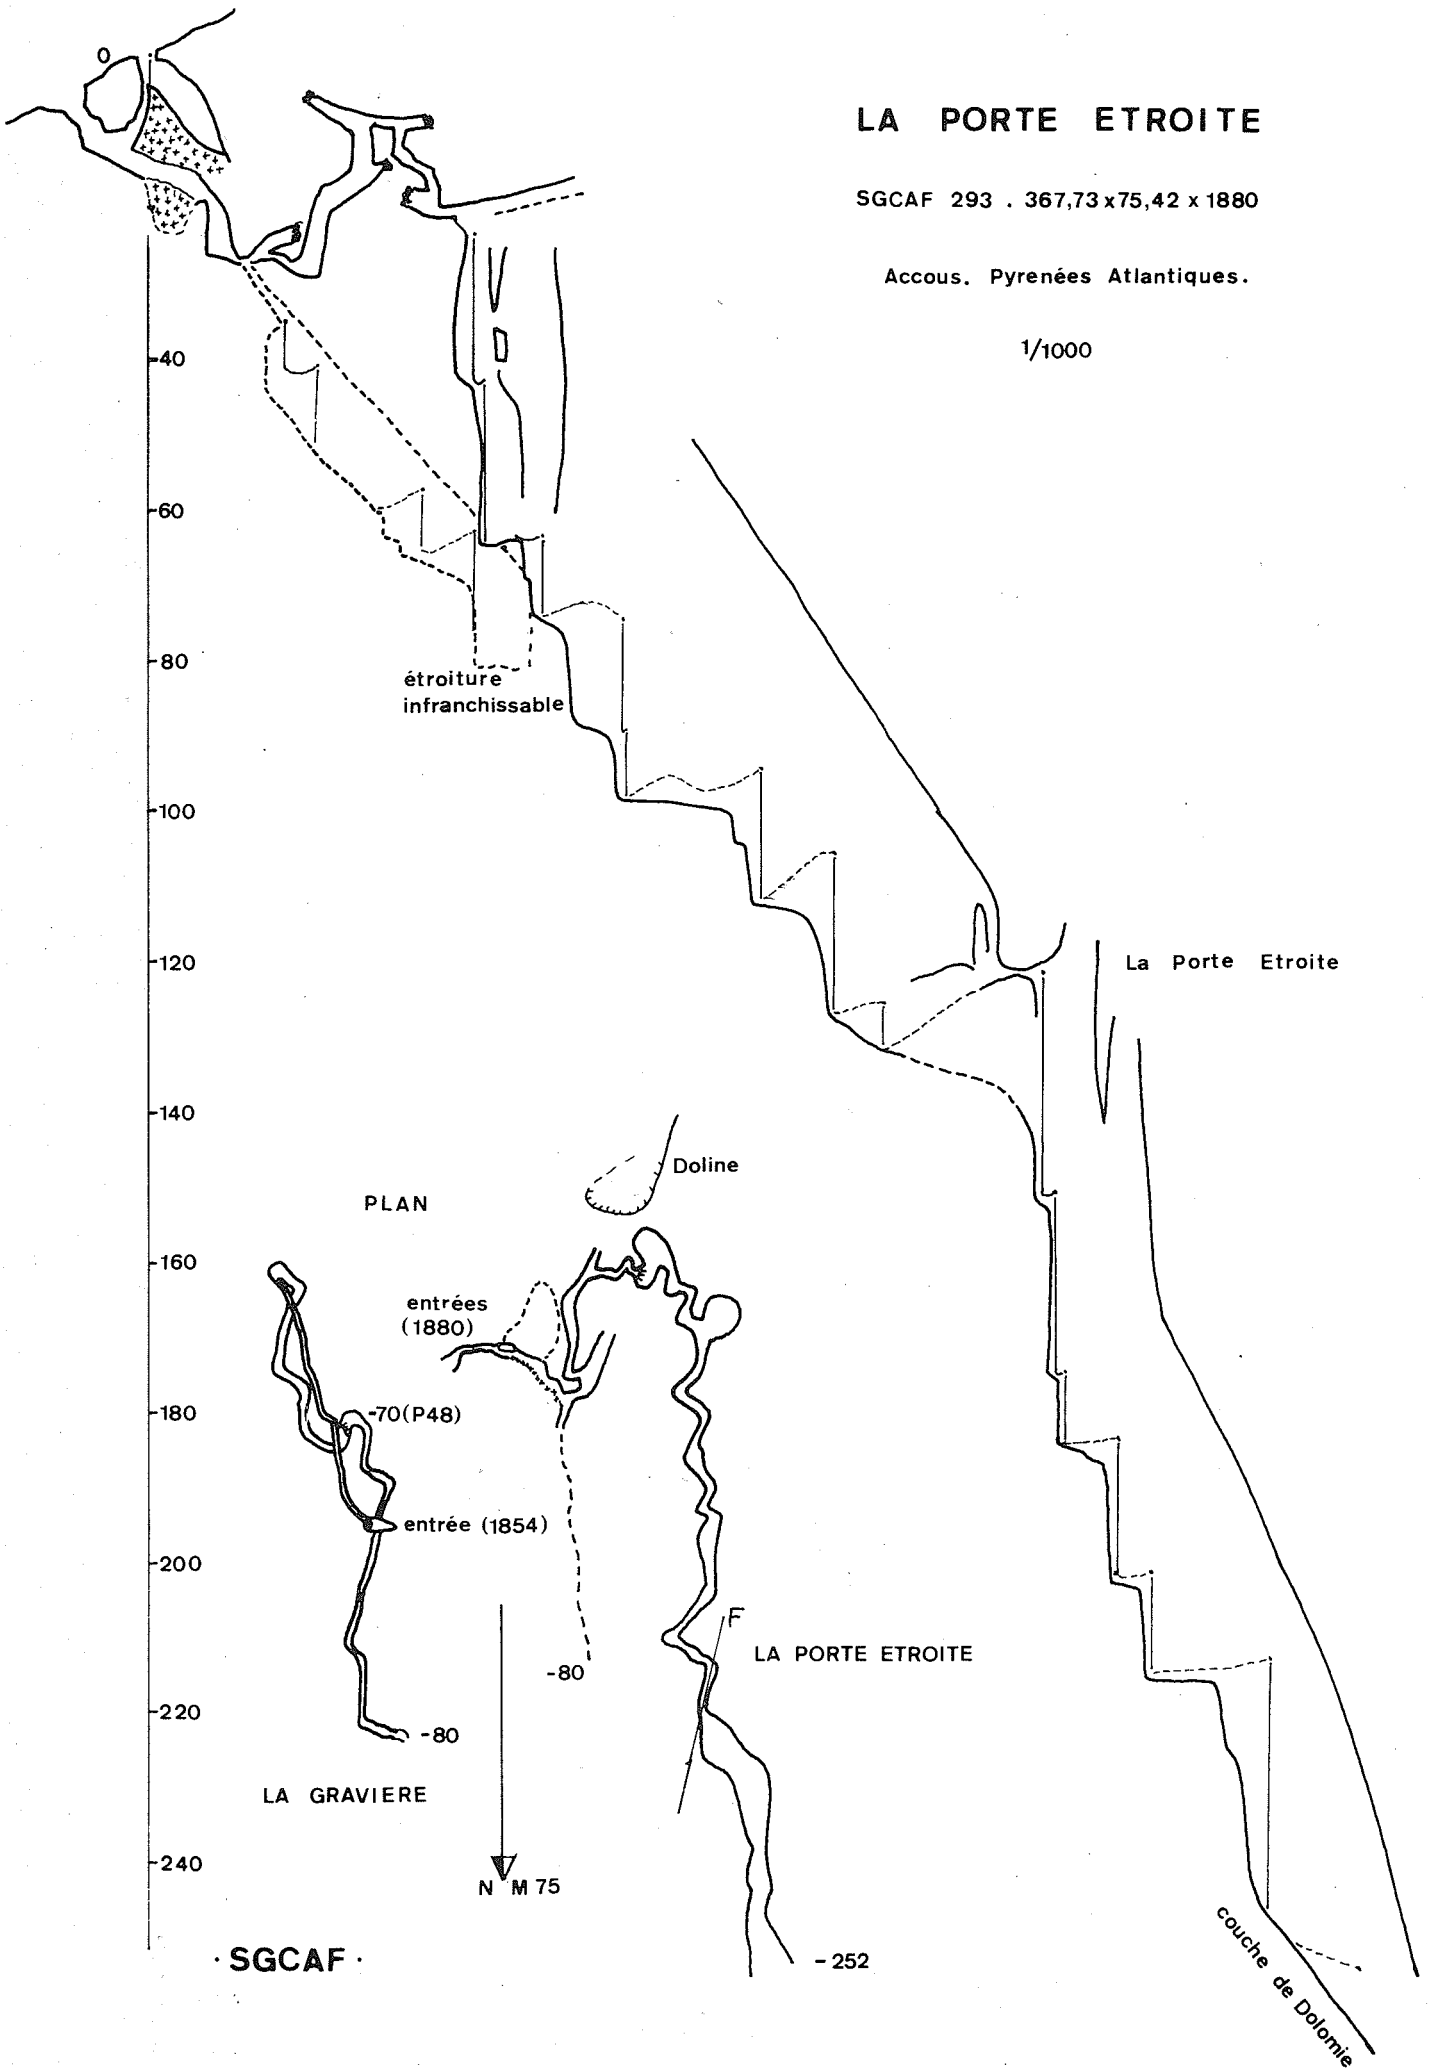 O
LA PORTE ETROITE
SGCAF 293 . 367,73 x 75,42 x 1880
Accous. Pyrenées Atlantiques.
1/1000
-40
-60
-80
étroiture
infranchissable
-100
-120
La Porte Etroite
-140
Doline
PLAN
-160
entrées
(1880)
-180
-70(P48)
entrée (1854)
-200
F
LA PORTE ETROITE
-80
-220
-80
LA GRAVIERE
-240
N M 75
couche de Dolomie
· SGCAF ·
-252